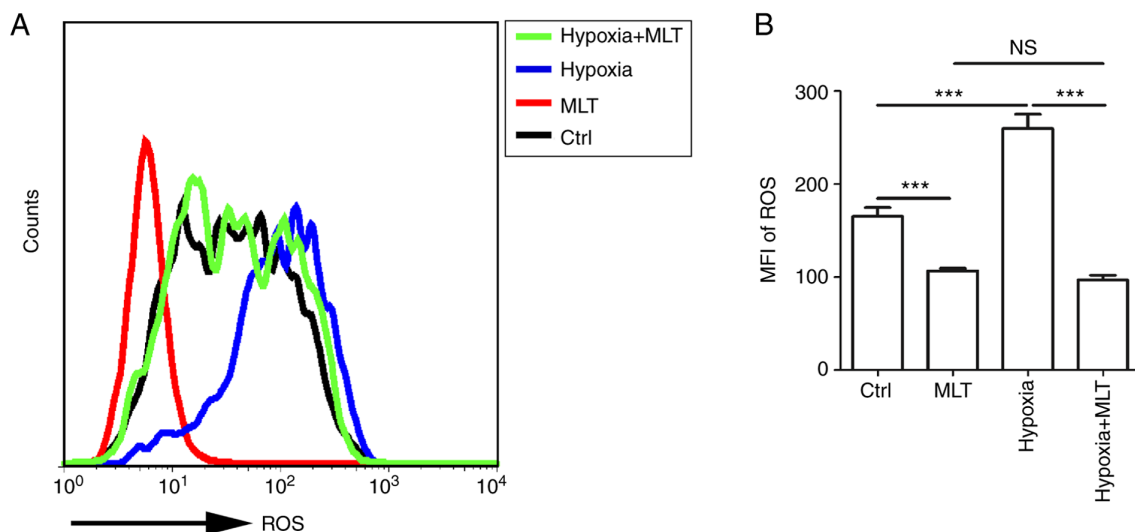 A
Counts
10^0 10^1 10^2 10^3 10^4
ROS
Hypoxia+MLT
Hypoxia
MLT
Ctrl
B
NS
*** ***
***
MFI of ROS
300
200
100
0
Ctrl MLT Hypoxia Hypoxia+MLT